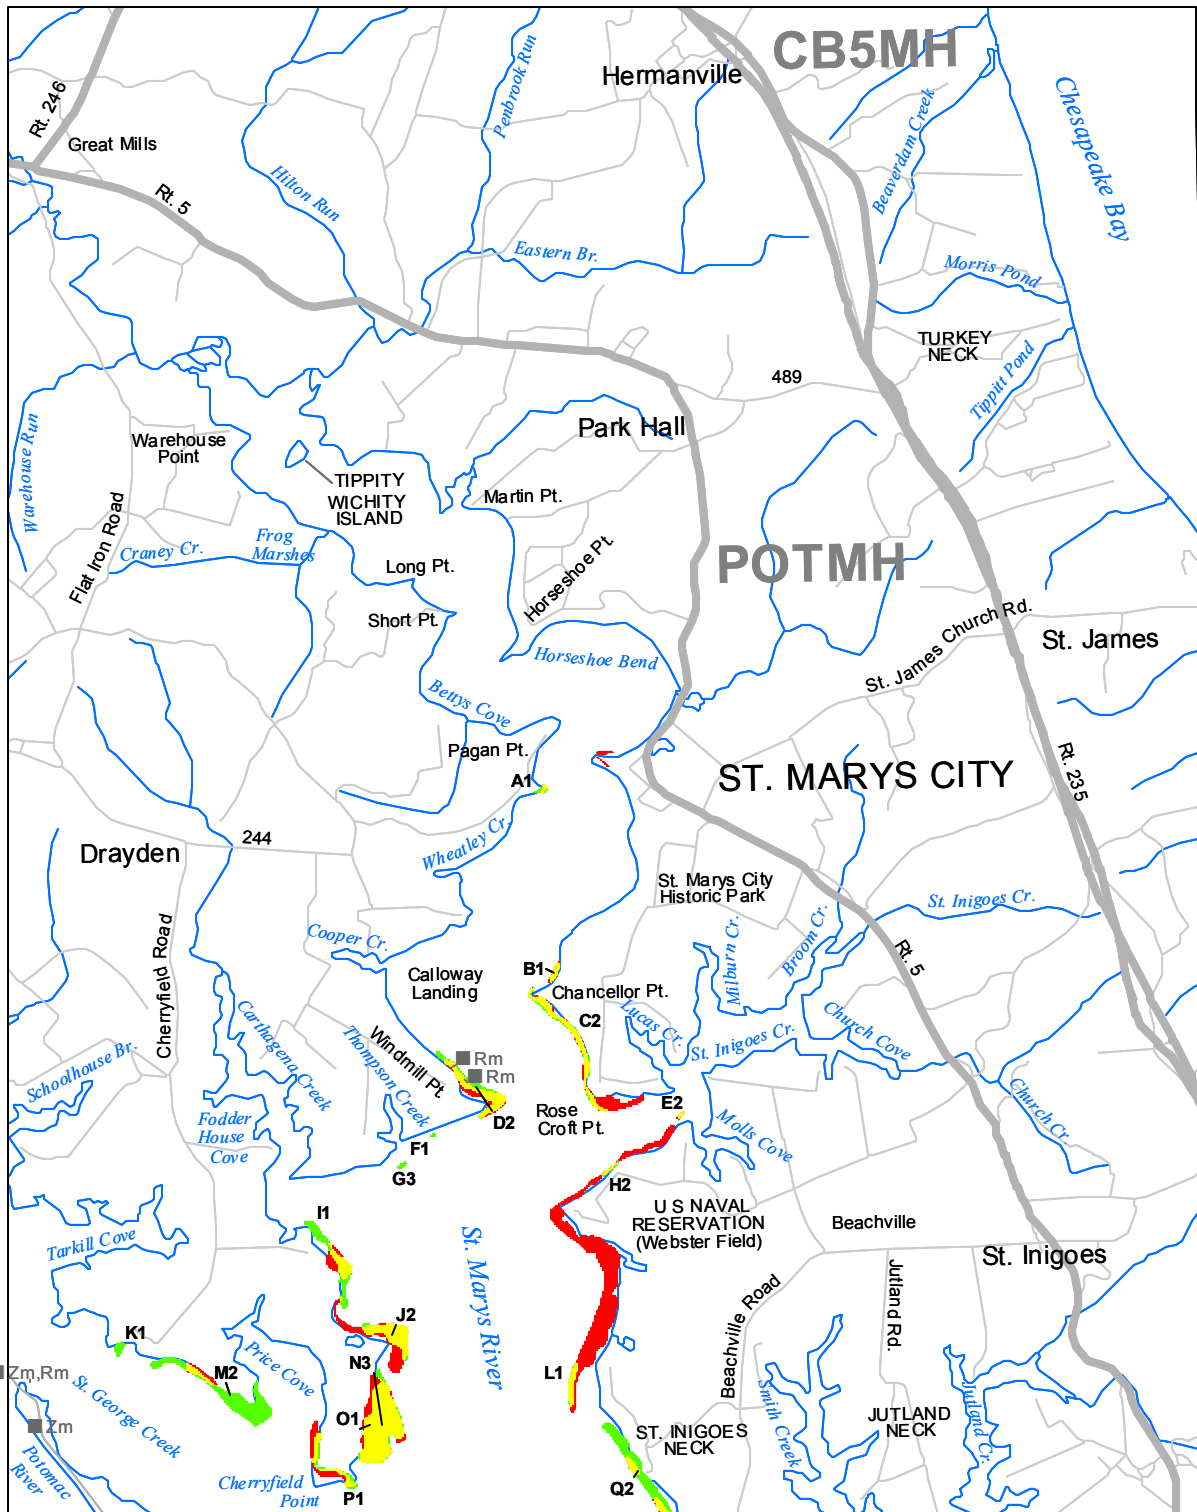 CB5MH
Hermanville
Penbrook Run
Rt. 246
Great Mills
Chesapeake Bay
Beaverdam Creek
Hilton Run
Rt. 5
Eastern Br.
Morris Pond
TURKEY
NECK
Tippitt Pond
489
Park Hall
Warehouse
Point
Warehouse Run
TIPPITY
WICHITY
ISLAND
Martin Pt.
Flat Iron Road
Frog
Marshes
Craney Cr.
Long Pt.
Horseshoe Pt.
POTMH
Short Pt.
St. James Church Rd.
St. James
Horseshoe Bend
Bettys Cove
Pagan Pt.
A1
ST. MARYS CITY
Rt. 235
Wheatley Cr.
244
Drayden
St. Marys City
Historic Park
St. Inigoes Cr.
Cherryfield Road
Cooper Cr.
Milburn Cr.
Broom Cr.
Rt. 5
B1
Calloway
Landing
Chancellor Pt.
C2
Lucas Cr.
St. Inigoes Cr.
Church Cove
Carthagena Creek
Thompson Creek
Windmill Pt.
Rm
Rm
Schoolhouse Br.
D2
Rose
Croft Pt.
E2
Molls Cove
Church Cr.
Fodder
House
Cove
F1
G3
H2
U S NAVAL
RESERVATION
(Webster Field)
Beachville
St. Inigoes
I1
Tarkill Cove
St. Marys River
Beachville Road
Jutland Rd.
K1
J2
N3
Price Cove
M2
L1
Zm,Rm
St. George Creek
Zm
O1
Potomac
River
Cherryfield
Point
P1
ST. INIGOES
NECK
Smith Creek
JUTLAND
NECK
Jutland Cr.
Q2